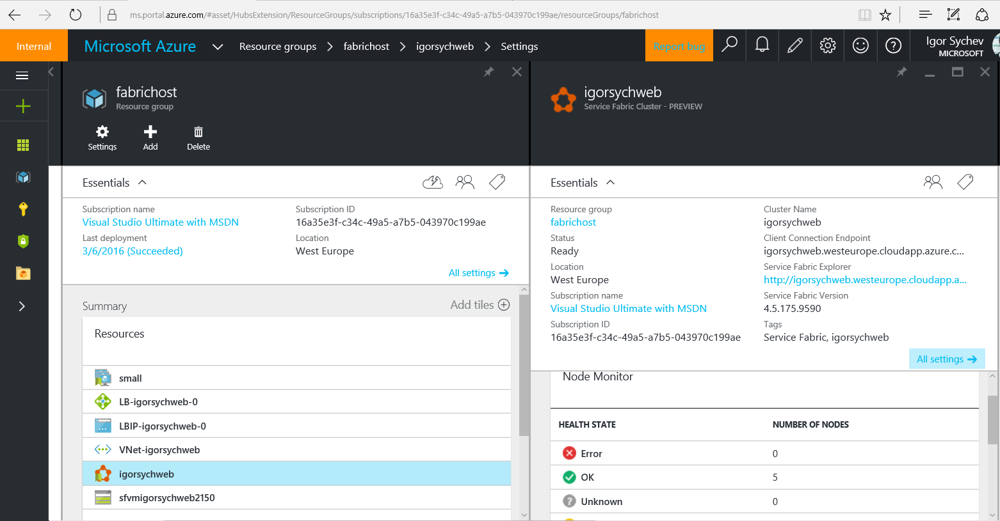 ms.portal.azure.com/#asset/HubsExtension/ResourceGroups/subscriptions/16a35e3f-c34c-49a5-a7b5-043970c199ae/resourceGroups/fabrichost
Internal
Microsoft Azure
Resource groups > fabrichost > igorsychweb > Settings
Report bug
Igor Sychev
MICROSOFT
fabrichost
Resource group
Settings
Add
Delete
Essentials
Subscription name
Visual Studio Ultimate with MSDN
Last deployment
3/6/2016 (Succeeded)
Subscription ID
16a35e3f-c34c-49a5-a7b5-043970c199ae
Location
West Europe
All settings
Summary
Add tiles
Resources
small
LB-igorsychweb-0
LBIP-igorsychweb-0
VNet-igorsychweb
igorsychweb
sfvmigorsychweb2150
igorsychweb
Service Fabric Cluster - PREVIEW
Essentials
Resource group
fabrichost
Status
Ready
Location
West Europe
Subscription name
Visual Studio Ultimate with MSDN
Subscription ID
16a35e3f-c34c-49a5-a7b5-043970c199ae
Cluster Name
igorsychweb
Client Connection Endpoint
igorsychweb.westeurope.cloudapp.azure.c...
Service Fabric Explorer
http://igorsychweb.westeurope.cloudapp.a...
Service Fabric Version
4.5.175.9590
Tags
Service Fabric, igorsychweb
All settings
Node Monitor
HEALTH STATE NUMBER OF NODES
Error 0
OK 5
Unknown 0